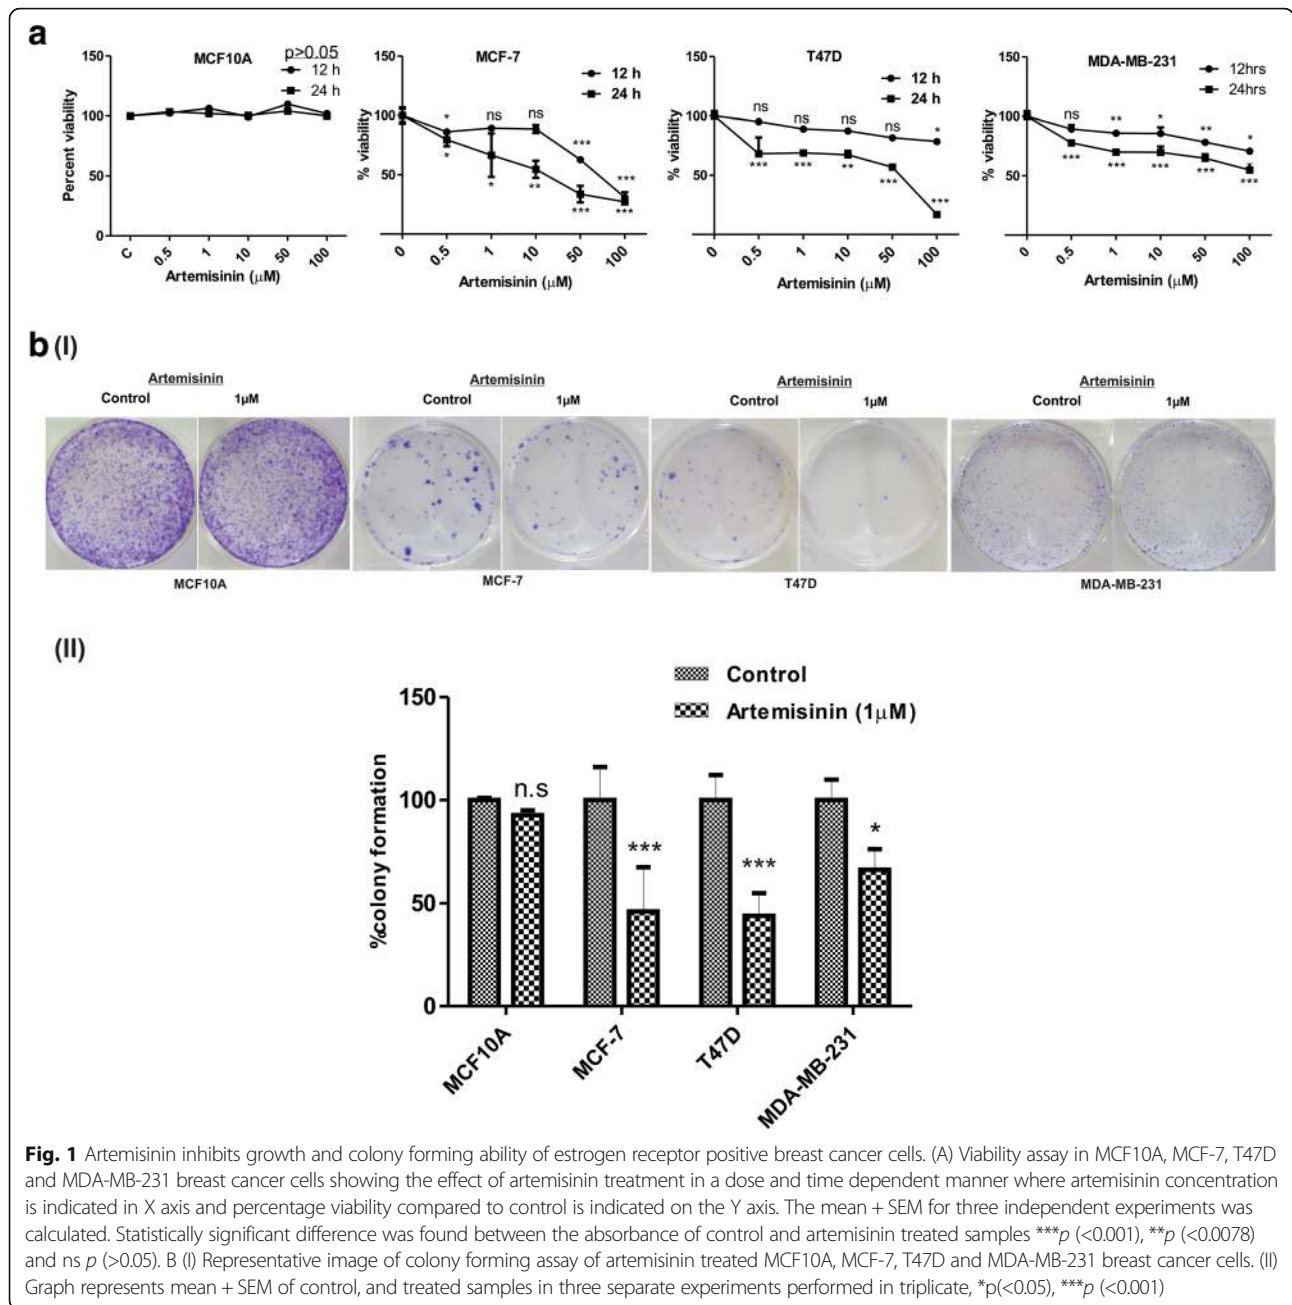 a
MCF10A
p>0.05
12 h
24 h
150
100
50
0
Percent viability
C
0.5
1
10
50
100
Artemisinin (μM)
MCF-7
12 h
24 h
150
100
50
% viability
*
ns
ns
***
***
*
*
**
***
***
0
0.5
1
10
50
100
Artemisinin (μM)
T47D
12 h
24 h
150
100
50
% viability
ns
ns
ns
ns
*
***
***
**
***
***
0
0.5
1
10
50
100
Artemisinin (μM)
MDA-MB-231
12hrs
24hrs
150
100
50
% viability
ns
**
*
**
*
***
***
***
***
***
0
0.5
1
10
50
100
Artemisinin (μM)
b (I)
Artemisinin
Control 1μM
MCF10A
Artemisinin
Control 1μM
MCF-7
Artemisinin
Control 1μM
T47D
Artemisinin
Control 1μM
MDA-MB-231
(II)
Control
Artemisinin (1μM)
150
100
50
0
%colony formation
n.s
***
***
*
MCF10A
MCF-7
T47D
MDA-MB-231
Fig. 1 Artemisinin inhibits growth and colony forming ability of estrogen receptor positive breast cancer cells. (A) Viability assay in MCF10A, MCF-7, T47D
and MDA-MB-231 breast cancer cells showing the effect of artemisinin treatment in a dose and time dependent manner where artemisinin concentration
is indicated in X axis and percentage viability compared to control is indicated on the Y axis. The mean + SEM for three independent experiments was
calculated. Statistically significant difference was found between the absorbance of control and artemisinin treated samples ***p (<0.001), **p (<0.0078)
and ns p (>0.05). B (I) Representative image of colony forming assay of artemisinin treated MCF10A, MCF-7, T47D and MDA-MB-231 breast cancer cells. (II)
Graph represents mean + SEM of control, and treated samples in three separate experiments performed in triplicate, *p(<0.05), ***p (<0.001)